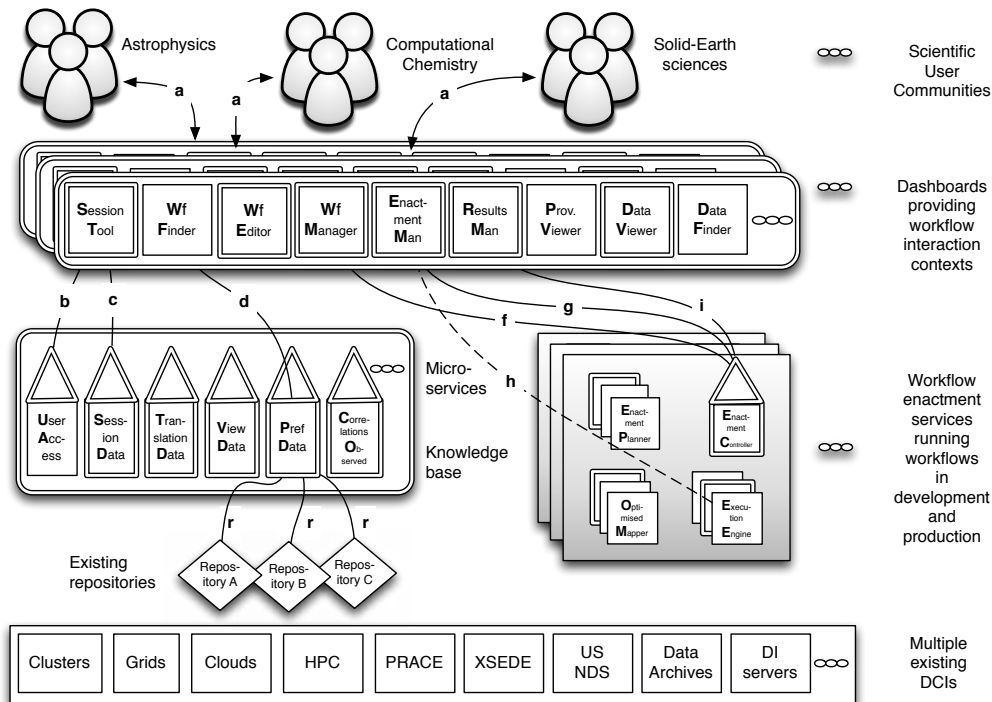 Astrophysics
Computational
Chemistry
Solid-Earth
sciences
Scientific
User
Communities
a
a
a
Session
Tool
Wf
Finder
Wf
Editor
Wf
Manager
Enact-
ment
Man
Results
Man
Prov.
Viewer
Data
Viewer
Data
Finder
Dashboards
providing
workflow
interaction
contexts
b
c
d
f
g
i
h
User
Acc-
ess
Sess-
ion
Data
Tran-
slation
Data
View
Data
Pref
Data
Corre-
lations
Ob-
served
Micro-
services
Knowledge
base
Enact-
ment
Planner
Enact-
ment
Controller
Opti-
mised
Mapper
Execu-
tion
Engine
Workflow
enactment
services
running
workflows
in
development
and
production
r
r
r
Existing
repositories
Repos-
itory A
Repos-
itory B
Repos-
itory C
Clusters
Grids
Clouds
HPC
PRACE
XSEDE
US
NDS
Data
Archives
DI
servers
Multiple
existing
DCIs